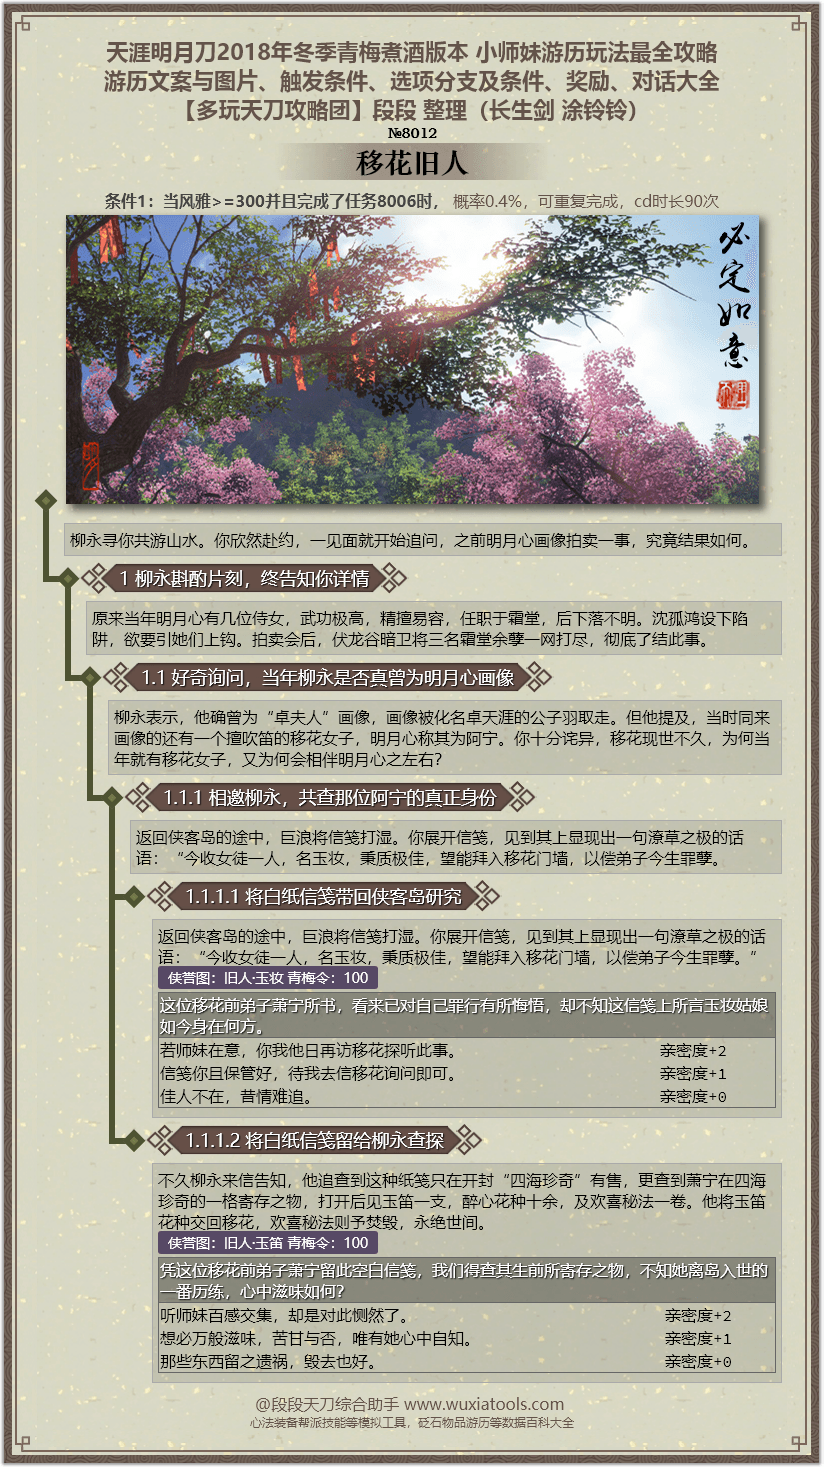 天涯明月刀2018年冬季青梅煮酒版本 小师妹游历玩法最全攻略
游历文案与图片、触发条件、选项分支及条件、奖励、对话大全
【多玩天刀攻略团】段段 整理（长生剑 涂铃铃）
№8012
移花旧人
条件1：当风雅>=300并且完成了任务8006时， 概率0.4%，可重复完成，cd时长90次
必定如意
柳永寻你共游山水。你欣然赴约，一见面就开始追问，之前明月心画像拍卖一事，究竟结果如何。
1 柳永斟酌片刻，终告知你详情
原来当年明月心有几位侍女，武功极高，精擅易容，任职于霜堂，后下落不明。沈孤鸿设下陷
阱，欲要引她们上钩。拍卖会后，伏龙谷暗卫将三名霜堂余孽一网打尽，彻底了结此事。
1.1 好奇询问，当年柳永是否真曾为明月心画像
柳永表示，他确曾为“卓夫人”画像，画像被化名卓天涯的公子羽取走。但他提及，当时同来
画像的还有一个擅吹笛的移花女子，明月心称其为阿宁。你十分诧异，移花现世不久，为何当
年就有移花女子，又为何会相伴明月心之左右？
1.1.1 相邀柳永，共查那位阿宁的真正身份
返回侠客岛的途中，巨浪将信笺打湿。你展开信笺，见到其上显现出一句潦草之极的话
语：“今收女徒一人，名玉妆，秉质极佳，望能拜入移花门墙，以偿弟子今生罪孽。
1.1.1.1 将白纸信笺带回侠客岛研究
返回侠客岛的途中，巨浪将信笺打湿。你展开信笺，见到其上显现出一句潦草之极的话
语：“今收女徒一人，名玉妆，秉质极佳，望能拜入移花门墙，以偿弟子今生罪孽。”
侠誉图：旧人·玉妆 青梅令：100
这位移花前弟子萧宁所书，看来已对自己罪行有所悔悟，却不知这信笺上所言玉妆姑娘
如今身在何方。
若师妹在意，你我他日再访移花探听此事。 亲密度+2
信笺你且保管好，待我去信移花询问即可。 亲密度+1
佳人不在，昔情难追。 亲密度+0
1.1.1.2 将白纸信笺留给柳永查探
不久柳永来信告知，他追查到这种纸笺只在开封“四海珍奇”有售，更查到萧宁在四海
珍奇的一格寄存之物，打开后见玉笛一支，醉心花种十余，及欢喜秘法一卷。他将玉笛
花种交回移花，欢喜秘法则予焚毁，永绝世间。
侠誉图：旧人·玉笛 青梅令：100
凭这位移花前弟子萧宁留此空白信笺，我们得查其生前所寄存之物，不知她离岛入世的
一番历练，心中滋味如何？
听师妹百感交集，却是对此恻然了。 亲密度+2
想必万般滋味，苦甘与否，唯有她心中自知。 亲密度+1
那些东西留之遗祸，毁去也好。 亲密度+0
@段段天刀综合助手 www.wuxiatools.com
心法装备帮派技能等模拟工具，砭石物品游历等数据百科大全